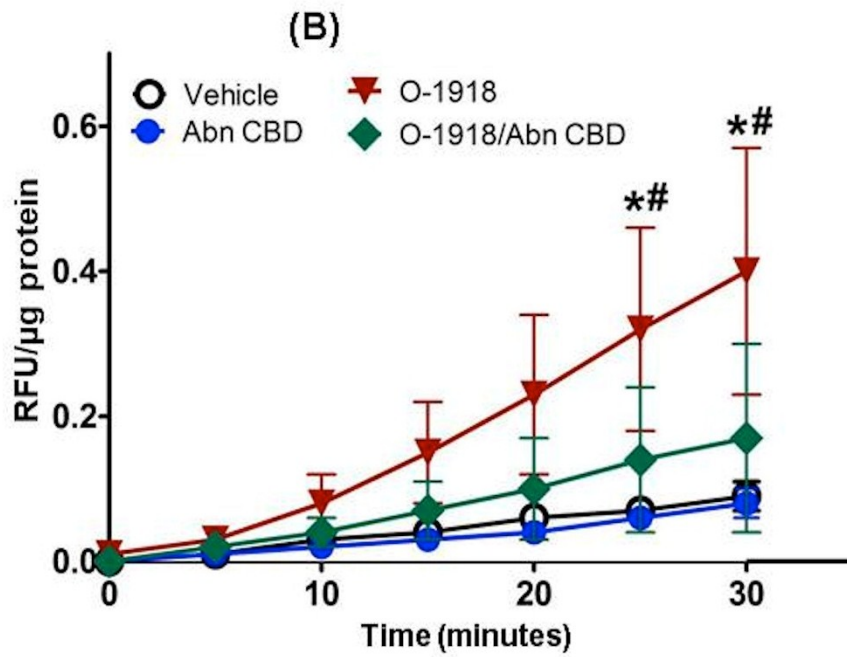 (B)
Vehicle
O-1918
Abn CBD
O-1918/Abn CBD
*#
*#
0.6
0.4
0.2
0.0
RFU/µg protein
0 10 20 30
Time (minutes)